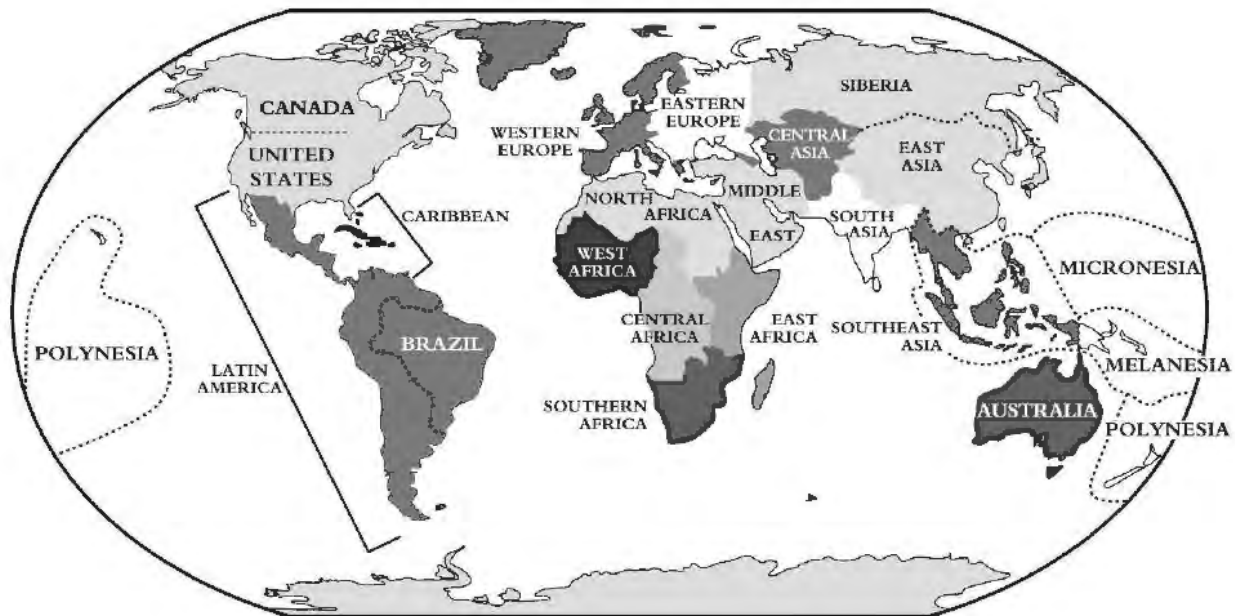 CANADA
UNITED
STATES
CARIBBEAN
LATIN
AMERICA
BRAZIL
POLYNESIA
WESTERN
EUROPE
EASTERN
EUROPE
SIBERIA
CENTRAL
ASIA
EAST
ASIA
NORTH
AFRICA
MIDDLE
EAST
SOUTH
ASIA
WEST
AFRICA
CENTRAL
AFRICA
EAST
AFRICA
SOUTHERN
AFRICA
SOUTHEAST
ASIA
MICRONESIA
MELANESIA
AUSTRALIA
POLYNESIA